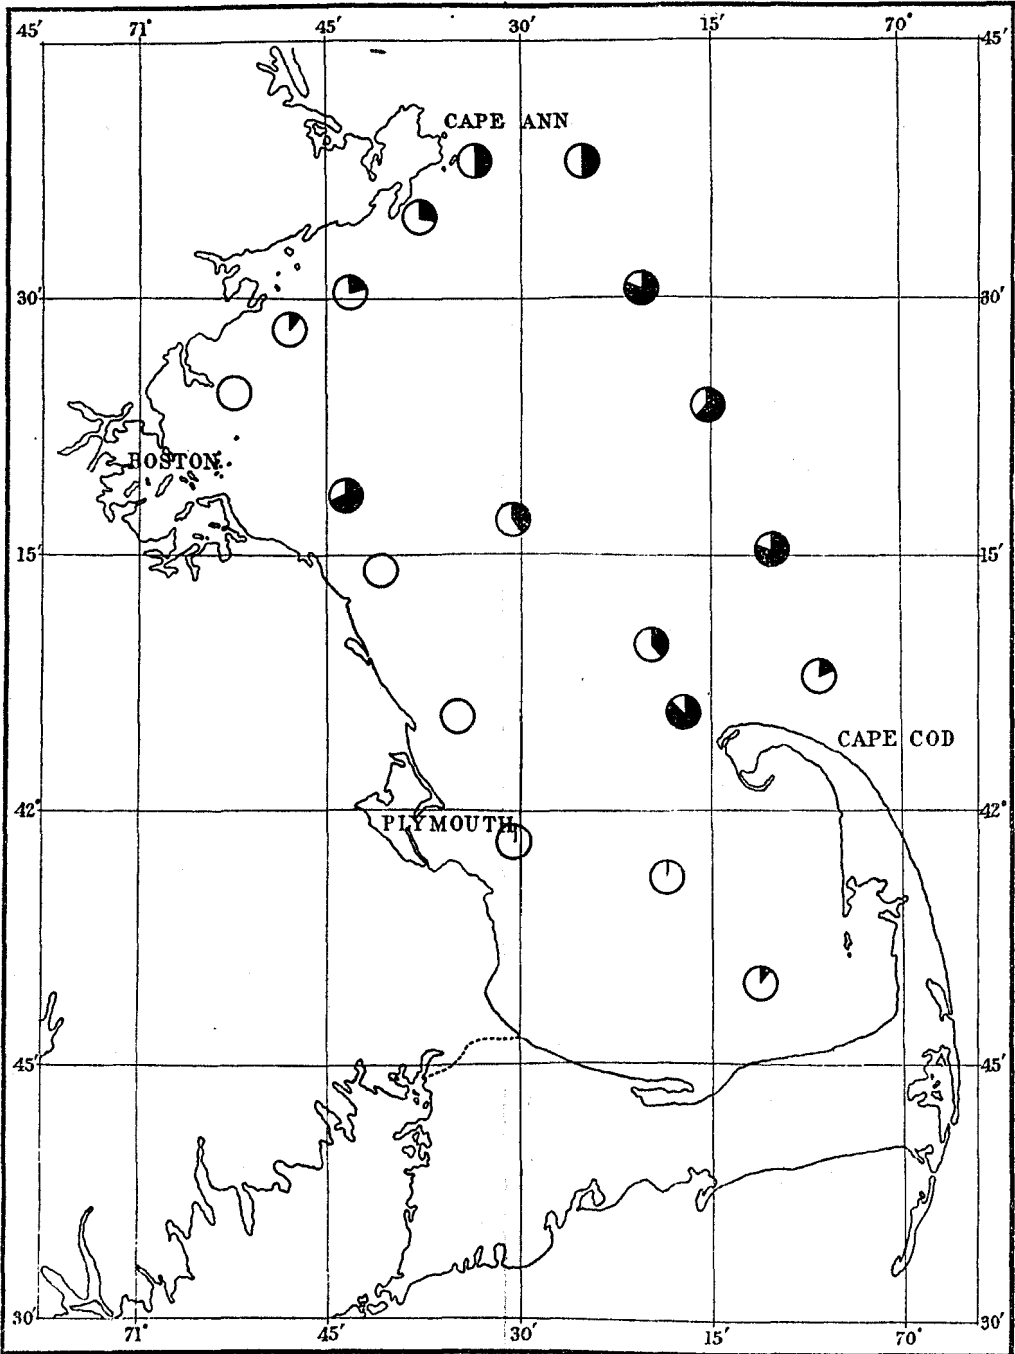 45′ 71° 45′ 30′ 15′ 70° 45′
CAPE ANN
30′ 30′
BOSTON
15′ 15′
CAPE COD
42° 42°
PLYMOUTH
45′ 45′
30′ 30′
71° 45′ 30′ 15′ 70°